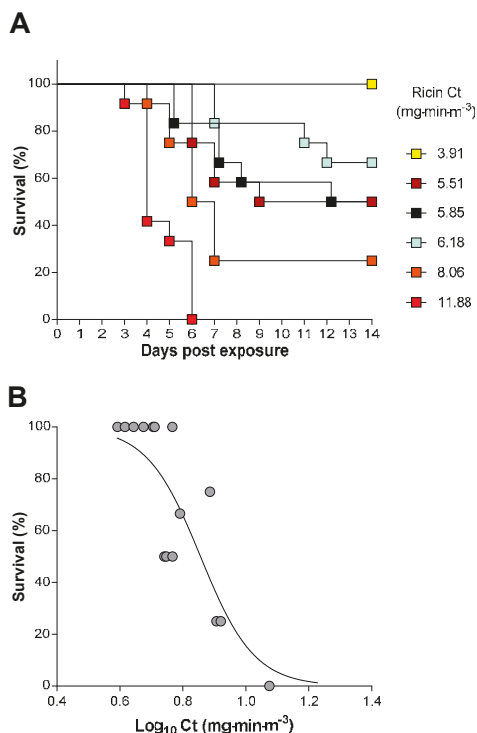 A
100
80
60
40
20
0
Survival (%)
0 1 2 3 4 5 6 7 8 9 10 11 12 13 14
Days post exposure
Ricin Ct
(mg·min·m⁻³)
3.91
5.51
5.85
6.18
8.06
11.88
B
100
80
60
40
20
0
Survival (%)
0.4 0.6 0.8 1.0 1.2 1.4
Log₁₀ Ct (mg·min·m⁻³)